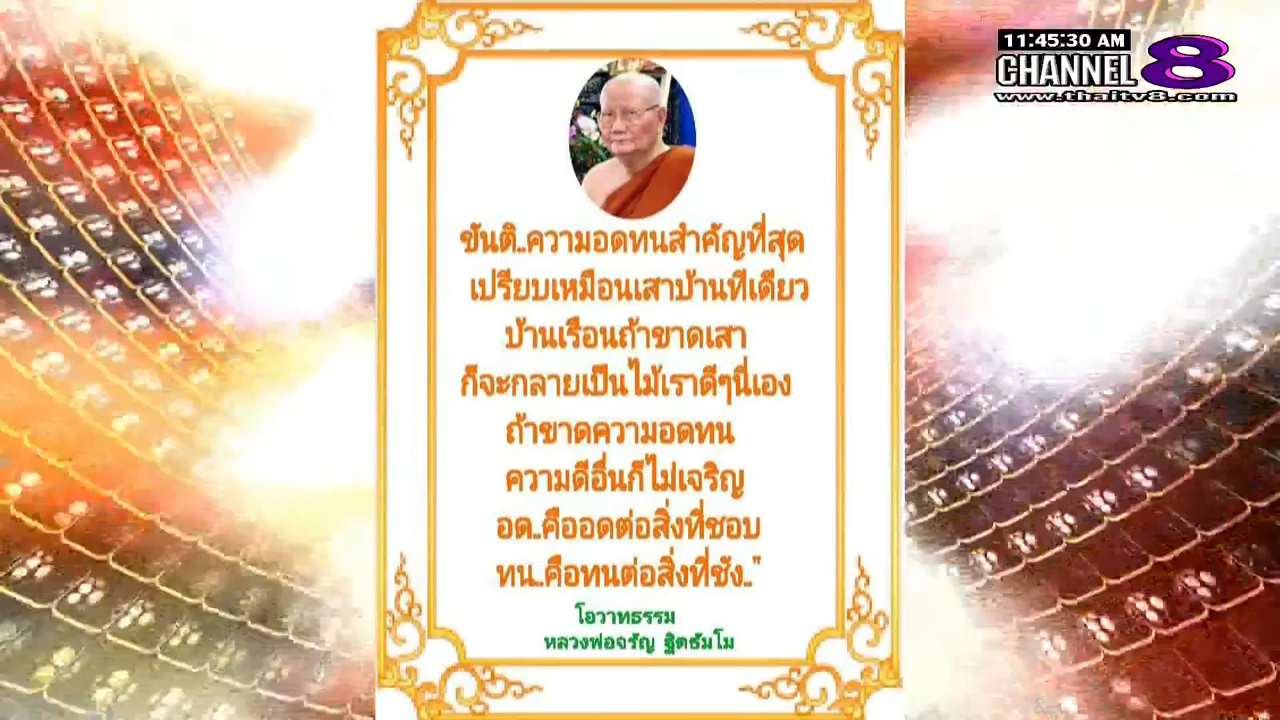 11:45:30 AM
CHANNEL 8
www.thaitv8.com
ขันติ..ความอดทนสำคัญที่สุด
เปรียบเหมือนเสาบ้านทีเดียว
บ้านเรือนถ้าขาดเสา
ก็จะกลายเป็นไม้เราดีๆนี่เอง
ถ้าขาดความอดทน
ความดีอื่นก็ไม่เจริญ
อด..คืออดต่อสิ่งที่ชอบ
ทน..คือทนต่อสิ่งที่ชัง.."
โอวาทธรรม
หลวงพ่อจรัญ ฐิตธัมโม